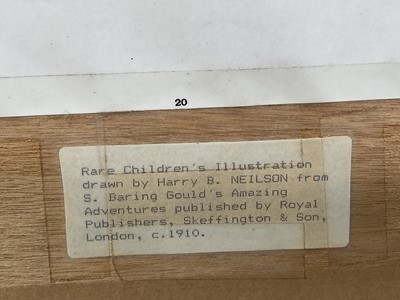 20
Rare Children's Illustration
drawn by Harry B. NEILSON from
S. Baring Gould's Amazing
Adventures published by Royal
Publishers, Skeffington & Son,
London, c.1910.